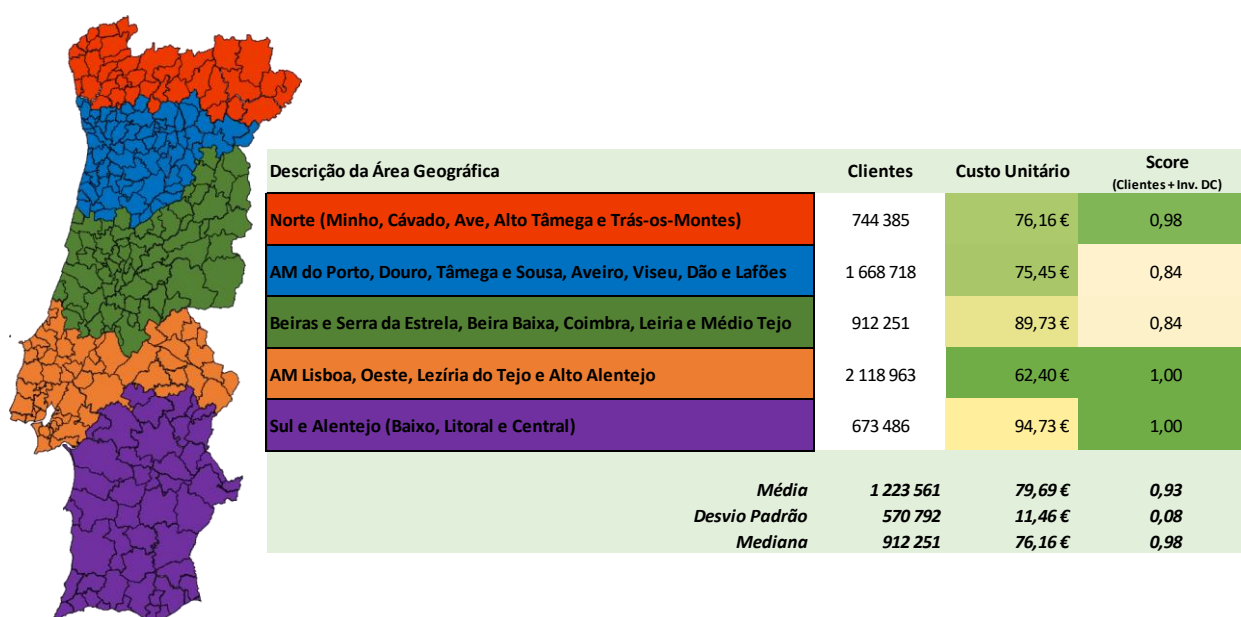 Descrição da Área Geográfica Clientes Custo Unitário Score (Clientes + Inv. DC)
Norte (Minho, Cávado, Ave, Alto Tâmega e Trás-os-Montes) 744 385 76,16 € 0,98
AM do Porto, Douro, Tâmega e Sousa, Aveiro, Viseu, Dão e Lafões 1 668 718 75,45 € 0,84
Beiras e Serra da Estrela, Beira Baixa, Coimbra, Leiria e Médio Tejo 912 251 89,73 € 0,84
AM Lisboa, Oeste, Lezíria do Tejo e Alto Alentejo 2 118 963 62,40 € 1,00
Sul e Alentejo (Baixo, Litoral e Central) 673 486 94,73 € 1,00
Média 1 223 561 79,69 € 0,93
Desvio Padrão 570 792 11,46 € 0,08
Mediana 912 251 76,16 € 0,98